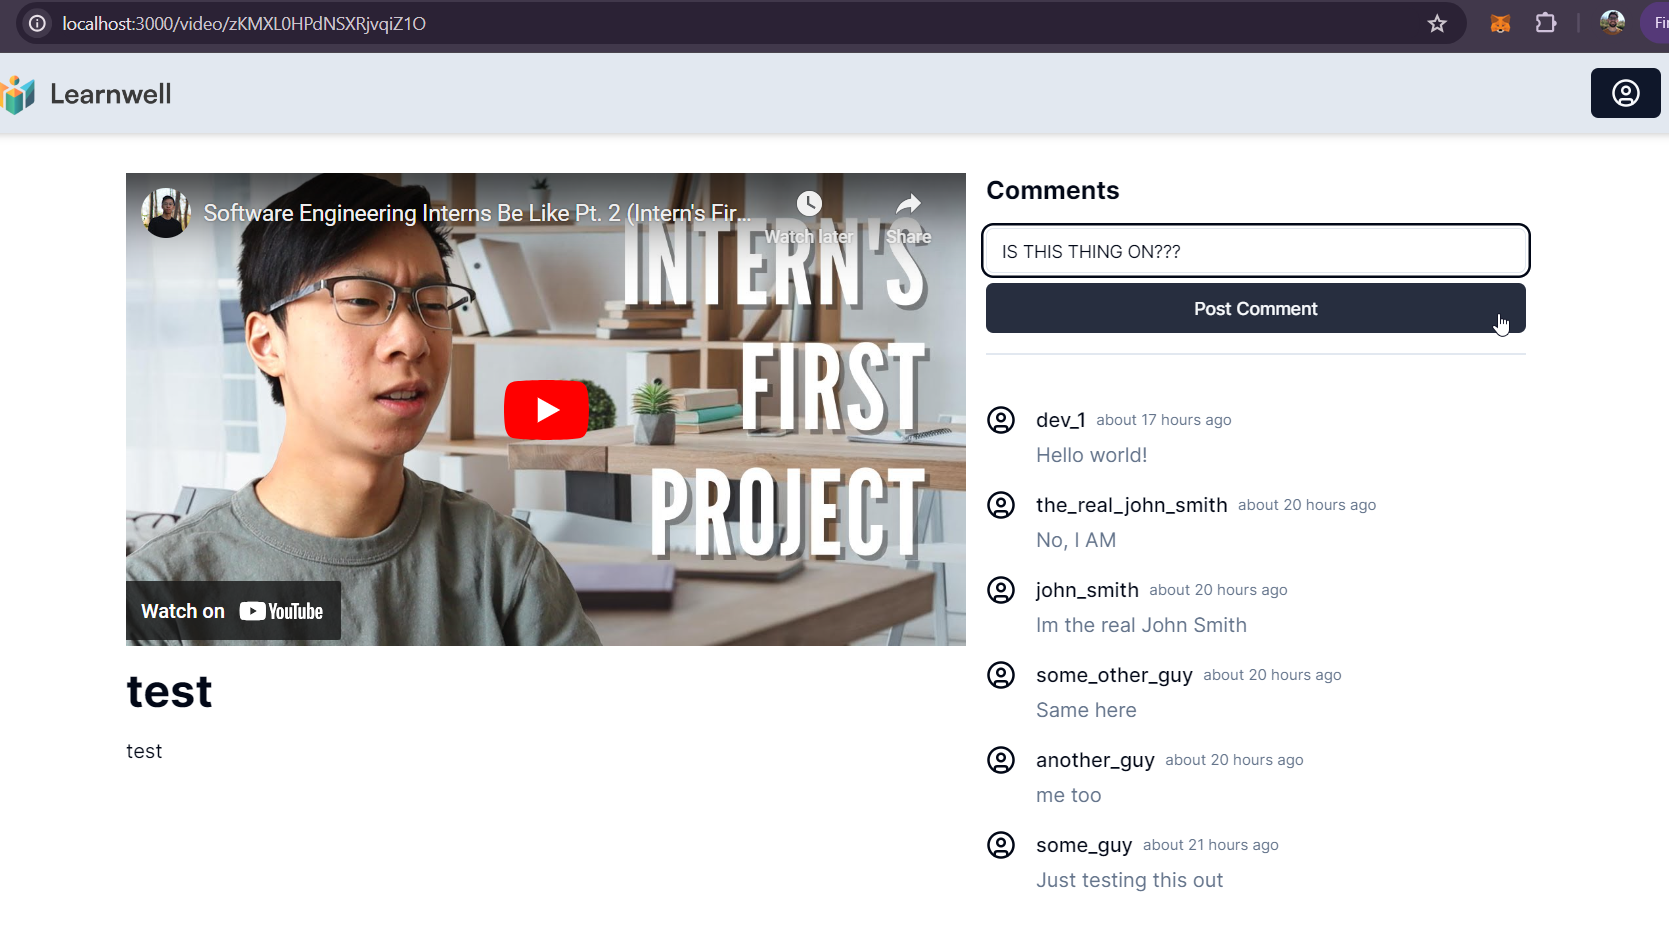 localhost:3000/video/zKMXL0HPdNSXRjvqiZ1O
Fi
Learnwell
Software Engineering Interns Be Like Pt. 2 (Intern's Fir...
Watch later
Share
INTERN'S
FIRST
PROJECT
Watch on YouTube
test
test
Comments
IS THIS THING ON???
Post Comment
dev_1 about 17 hours ago
Hello world!
the_real_john_smith about 20 hours ago
No, I AM
john_smith about 20 hours ago
Im the real John Smith
some_other_guy about 20 hours ago
Same here
another_guy about 20 hours ago
me too
some_guy about 21 hours ago
Just testing this out